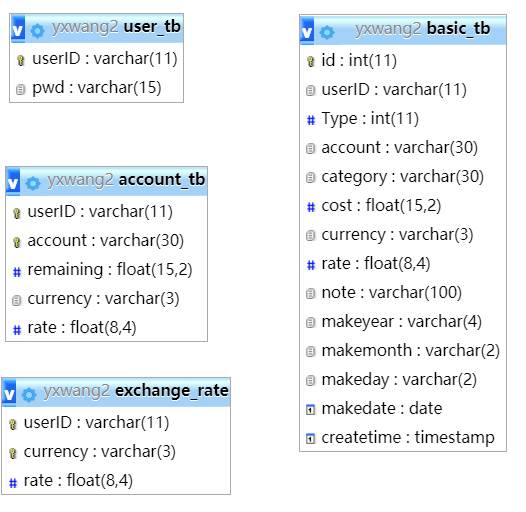 yxwang2 user_tb
userID : varchar(11)
pwd : varchar(15)
yxwang2 account_tb
userID : varchar(11)
account : varchar(30)
remaining : float(15,2)
currency : varchar(3)
rate : float(8,4)
yxwang2 exchange_rate
userID : varchar(11)
currency : varchar(3)
rate : float(8,4)
yxwang2 basic_tb
id : int(11)
userID : varchar(11)
Type : int(11)
account : varchar(30)
category : varchar(30)
cost : float(15,2)
currency : varchar(3)
rate : float(8,4)
note : varchar(100)
makeyear : varchar(4)
makemonth : varchar(2)
makeday : varchar(2)
makedate : date
createtime : timestamp